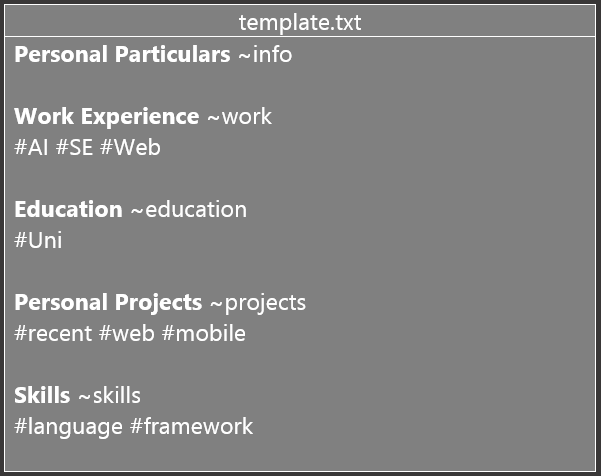 template.txt
Personal Particulars ~info
Work Experience ~work
#AI #SE #Web
Education ~education
#Uni
Personal Projects ~projects
#recent #web #mobile
Skills ~skills
#language #framework